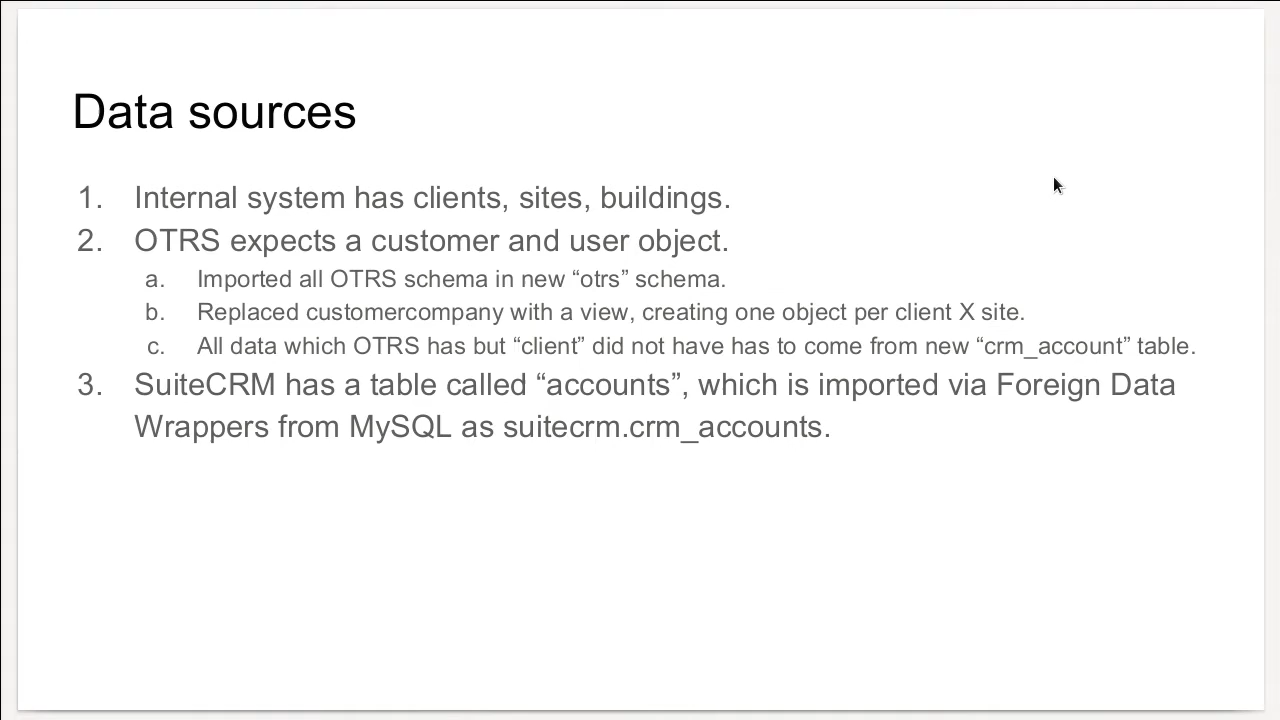 Data sources
1. Internal system has clients, sites, buildings.
2. OTRS expects a customer and user object.
a. Imported all OTRS schema in new “otrs” schema.
b. Replaced customercompany with a view, creating one object per client X site.
c. All data which OTRS has but “client” did not have has to come from new “crm_account” table.
3. SuiteCRM has a table called “accounts”, which is imported via Foreign Data
Wrappers from MySQL as suitecrm.crm_accounts.